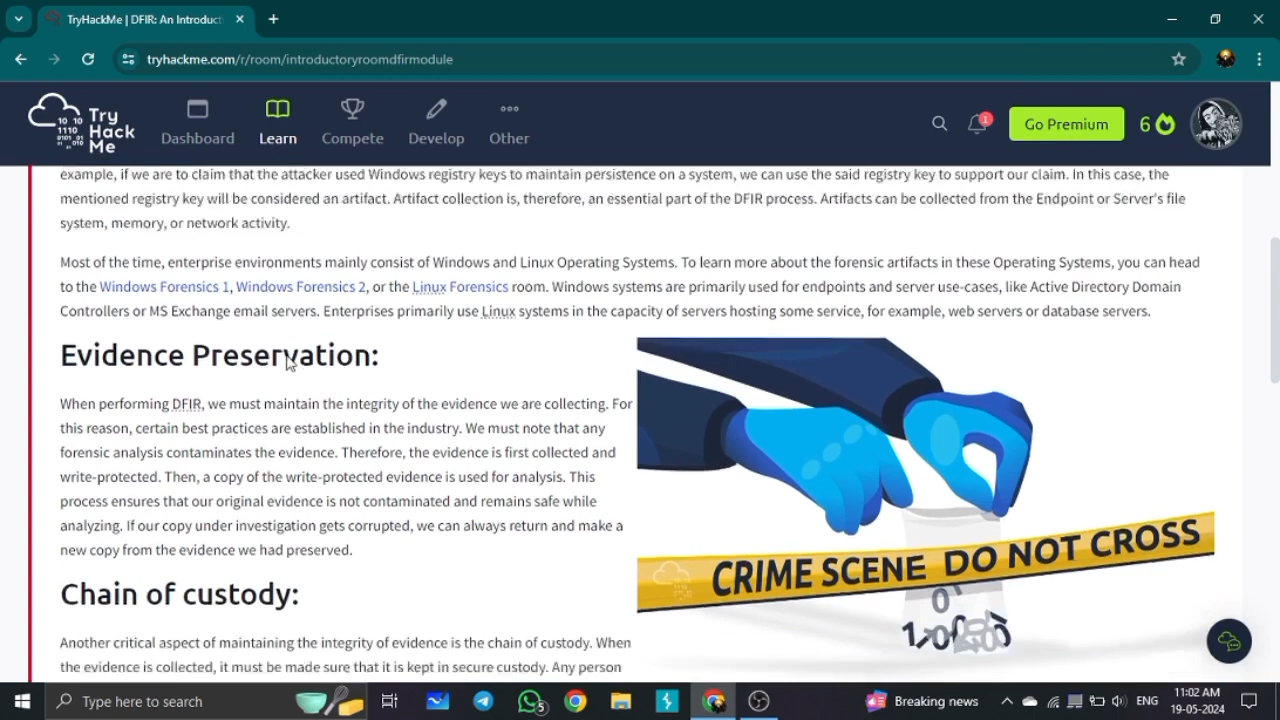 TryHackMe | DFIR: An Introduct
tryhackme.com/r/room/introductoryroomdfirmodule
Try
Hack
Me
Dashboard
Learn
Compete
Develop
Other
1
Go Premium
6
example, if we are to claim that the attacker used Windows registry keys to maintain persistence on a system, we can use the said registry key to support our claim. In this case, the
mentioned registry key will be considered an artifact. Artifact collection is, therefore, an essential part of the DFIR process. Artifacts can be collected from the Endpoint or Server's file
system, memory, or network activity.
Most of the time, enterprise environments mainly consist of Windows and Linux Operating Systems. To learn more about the forensic artifacts in these Operating Systems, you can head
to the Windows Forensics 1, Windows Forensics 2, or the Linux Forensics room. Windows systems are primarily used for endpoints and server use-cases, like Active Directory Domain
Controllers or MS Exchange email servers. Enterprises primarily use Linux systems in the capacity of servers hosting some service, for example, web servers or database servers.
Evidence Preservation:
When performing DFIR, we must maintain the integrity of the evidence we are collecting. For
this reason, certain best practices are established in the industry. We must note that any
forensic analysis contaminates the evidence. Therefore, the evidence is first collected and
write-protected. Then, a copy of the write-protected evidence is used for analysis. This
process ensures that our original evidence is not contaminated and remains safe while
analyzing. If our copy under investigation gets corrupted, we can always return and make a
new copy from the evidence we had preserved.
CRIME SCENE DO NOT CROSS
Chain of custody:
Another critical aspect of maintaining the integrity of evidence is the chain of custody. When
the evidence is collected, it must be made sure that it is kept in secure custody. Any person
Type here to search
5
Breaking news
ENG
11:02 AM
19-05-2024